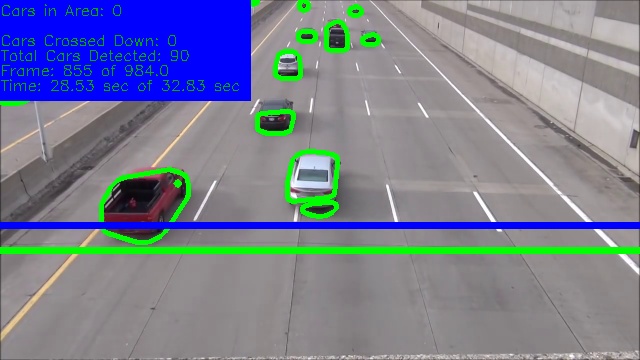 Cars in Area: 0
Cars Crossed Down: 0
Total Cars Detected: 90
Frame: 855 of 984.0
Time: 28.53 sec of 32.83 sec